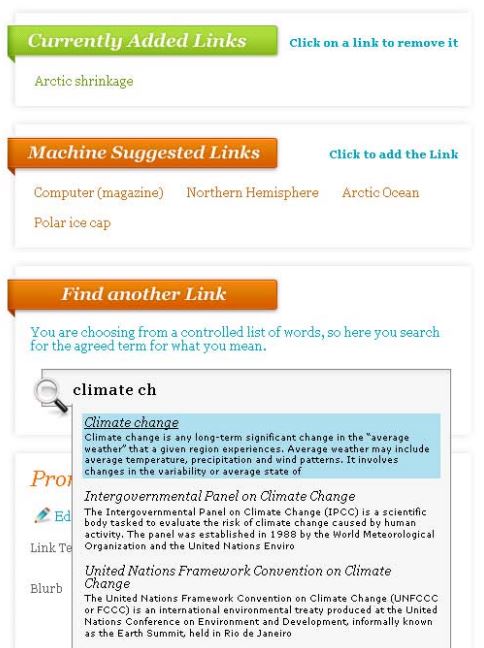 Currently Added Links
Click on a link to remove it
Arctic shrinkage
Machine Suggested Links
Click to add the Link
Computer (magazine) Northern Hemisphere Arctic Ocean
Polar ice cap
Find another Link
You are choosing from a controlled list of words, so here you search
for the agreed term for what you mean.
climate ch
Climate change
Climate change is any long-term significant change in the "average
weather" that a given region experiences. Average weather may include
average temperature, precipitation and wind patterns. It involves
changes in the variability or average state of
Intergovernmental Panel on Climate Change
The Intergovernmental Panel on Climate Change (IPCC) is a scientific
body tasked to evaluate the risk of climate change caused by human
activity. The panel was established in 1988 by the World Meteorological
Organization and the United Nations Enviro
United Nations Framework Convention on Climate
Change
The United Nations Framework Convention on Climate Change (UNFCCC
or FCCC) is an international environmental treaty produced at the United
Nations Conference on Environment and Development, informally known
as the Earth Summit, held in Rio de Janeiro
Ed
Link Te
Blurb